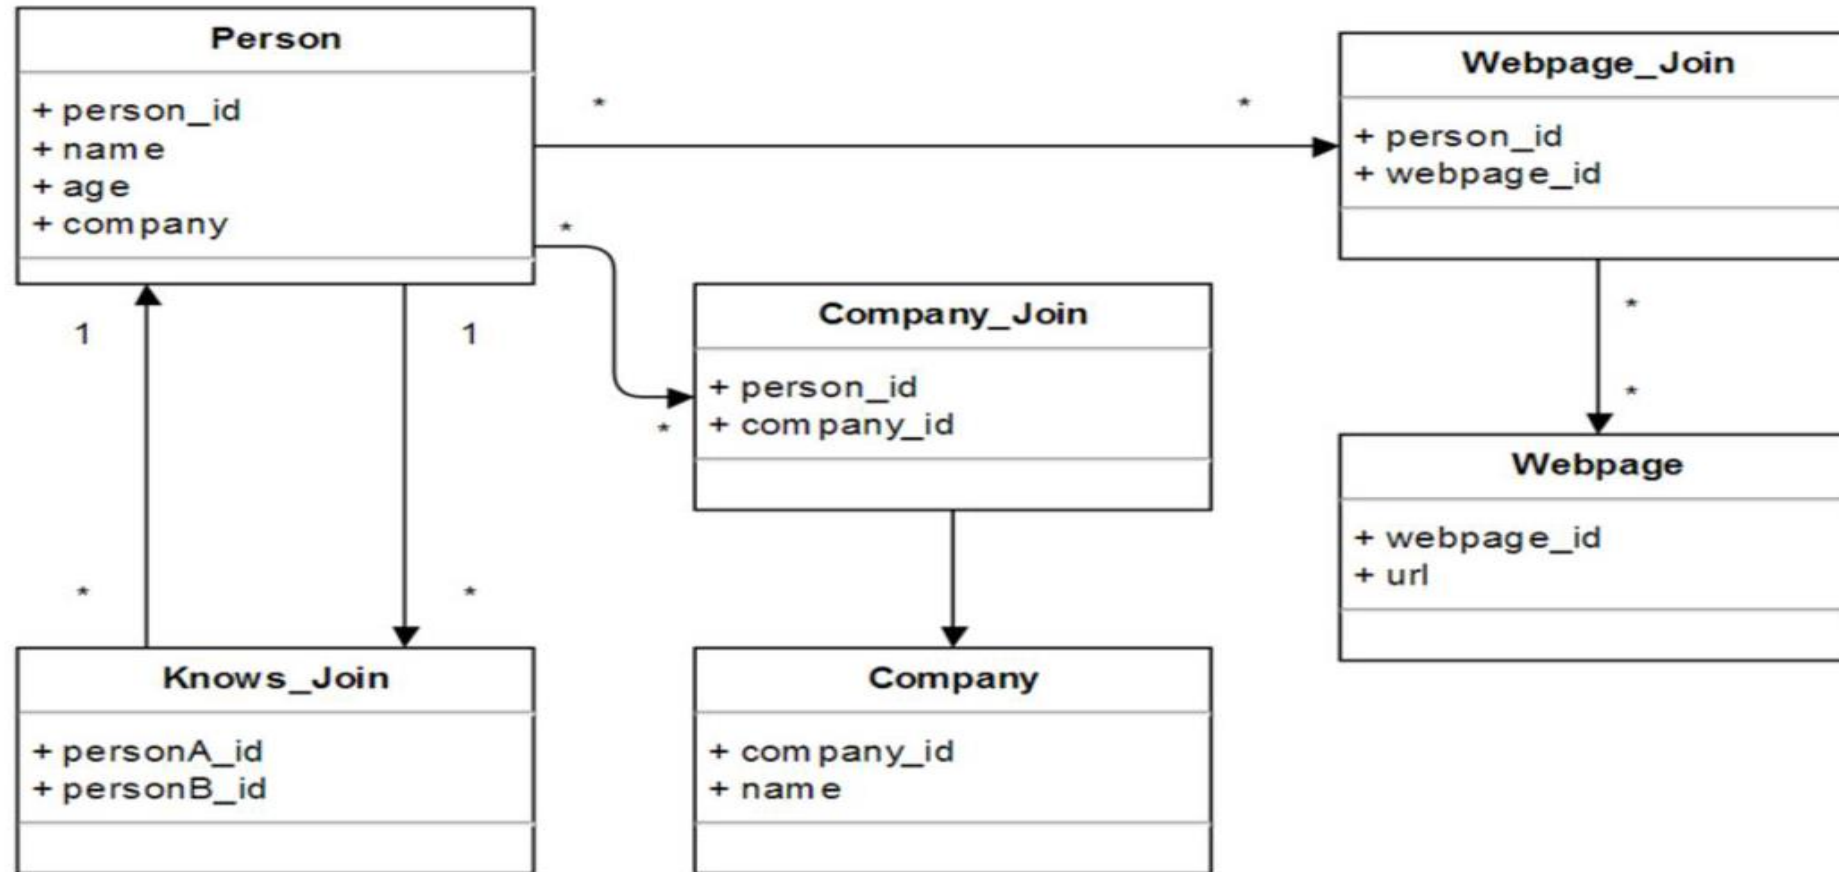 Person
+ person_id
+ name
+ age
+ company
* *
Webpage_Join
+ person_id
+ webpage_id
*
*
1 1
* *
Company_Join
+ person_id
+ company_id
*
*
Webpage
+ webpage_id
+ url
Knows_Join
+ personA_id
+ personB_id
Company
+ company_id
+ name